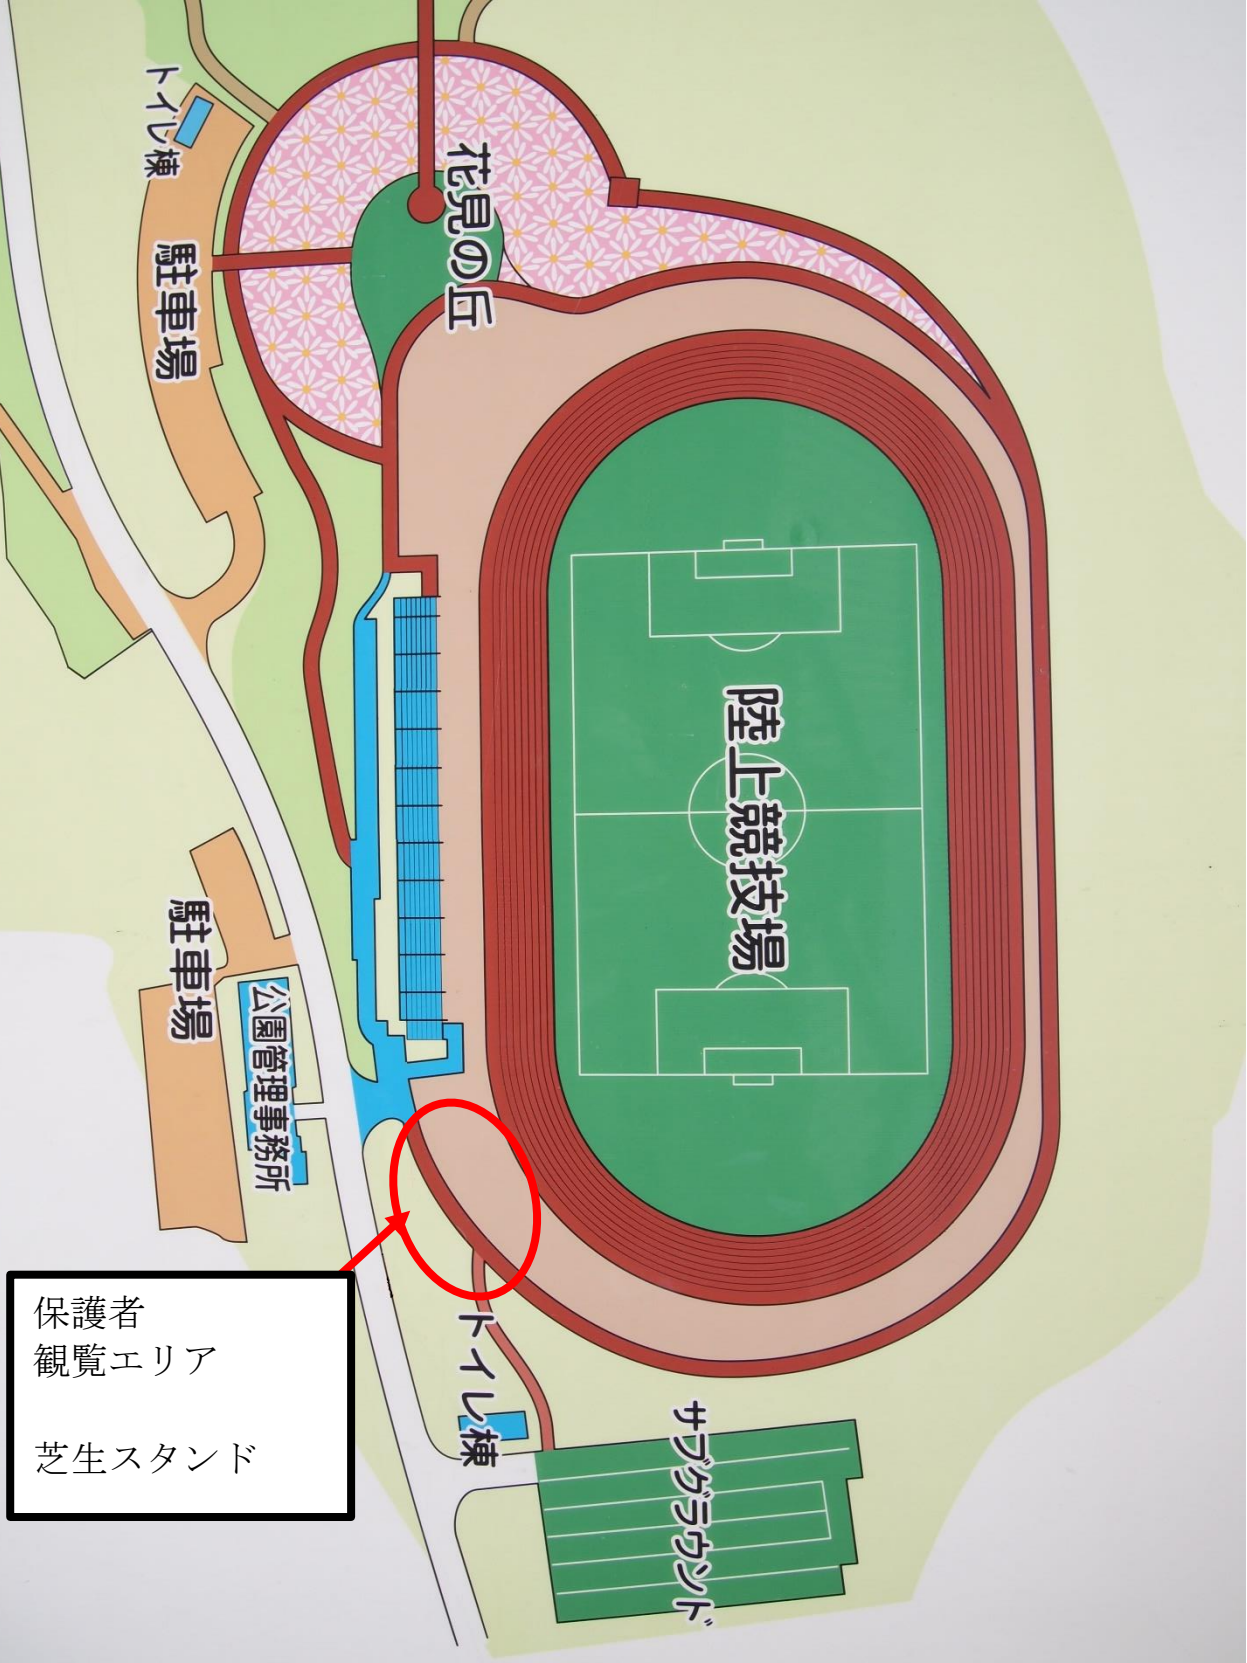 トイレ棟
花見の丘
駐車場
陸上競技場
駐車場
公園管理事務所
保護者
観覧エリア
芝生スタンド
トイレ棟
サブグラウンド